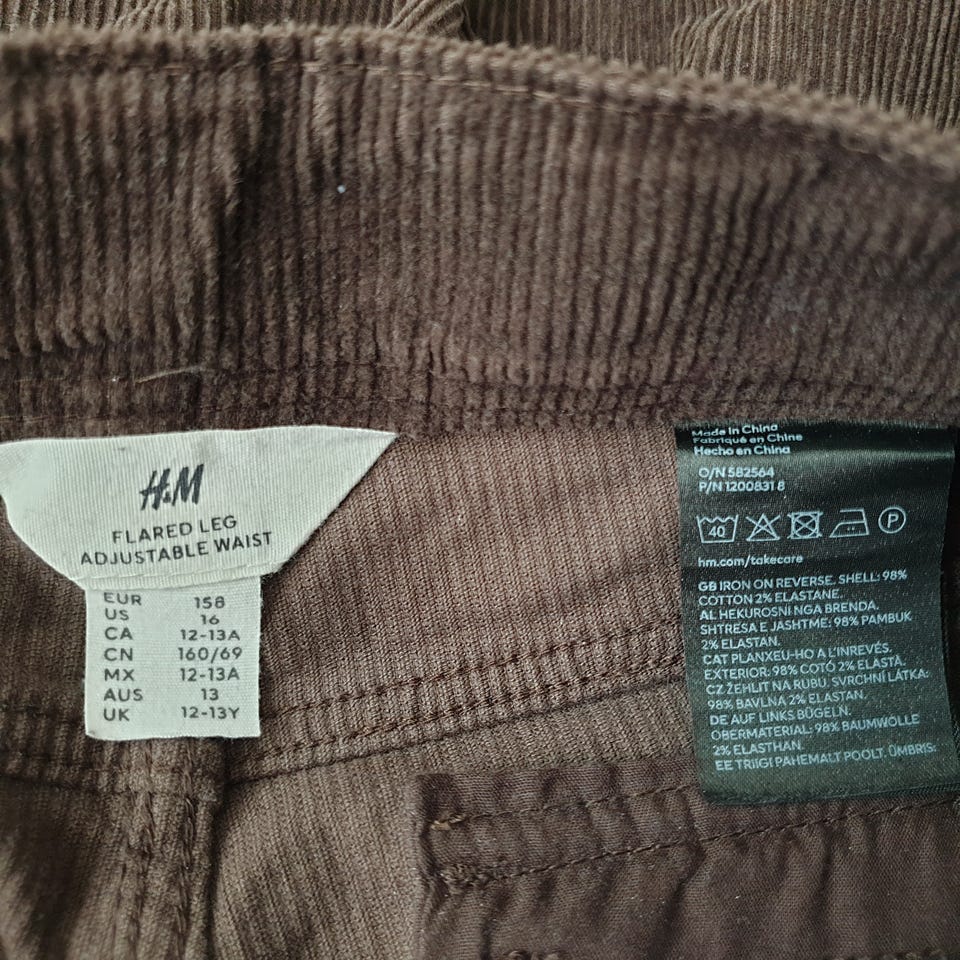 H&M
FLARED LEG
ADJUSTABLE WAIST
EUR 158
US 16
CA 12-13A
CN 160/69
MX 12-13A
AUS 13
UK 12-13Y
Made in China
Fabriqué en Chine
Hecho en China
O/N 582564
P/N 12008318
40
P
hm.com/takecare
GB IRON ON REVERSE. SHELL: 98%
COTTON 2% ELASTANE.
AL HEKUROSNI NGA BRENDA.
SHTRESA E JASHTME: 98% PAMBUK
2% ELASTAN.
CAT PLANXEU-HO A L'INREVÉS.
EXTERIOR: 98% COTÓ 2% ELASTÀ.
CZ ŽEHLIT NA RUBU. SVRCHNÍ LÁTKA:
98% BAVLNA 2% ELASTAN.
DE AUF LINKS BÜGELN.
OBERMATERIAL: 98% BAUMWOLLE
2% ELASTHAN.
EE TRIIGI PAHEMALT POOLT. ÜMBRIS: